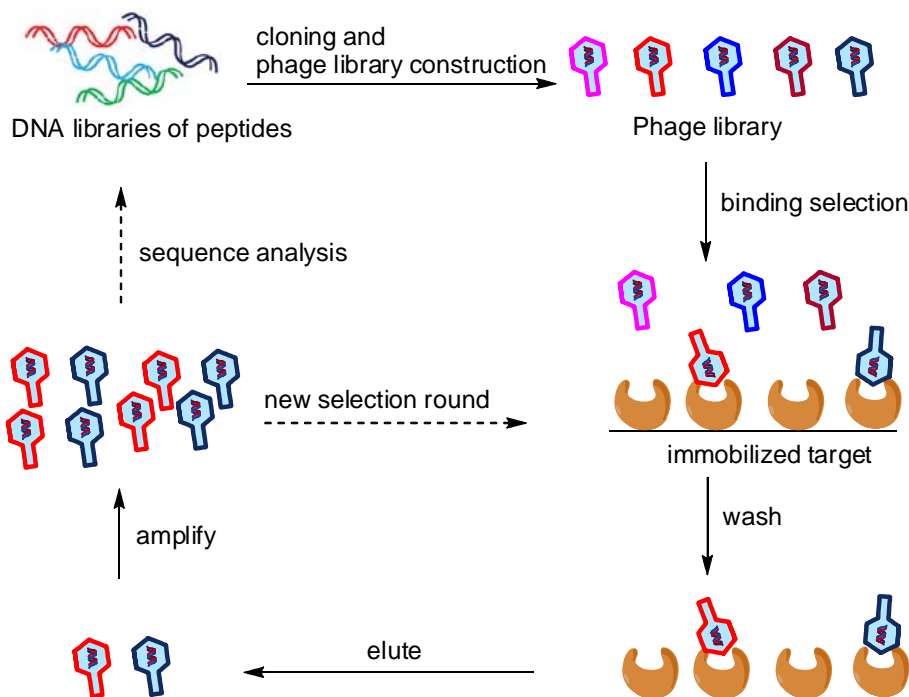 cloning and
phage library construction
DNA libraries of peptides
Phage library
binding selection
sequence analysis
new selection round
immobilized target
wash
amplify
elute